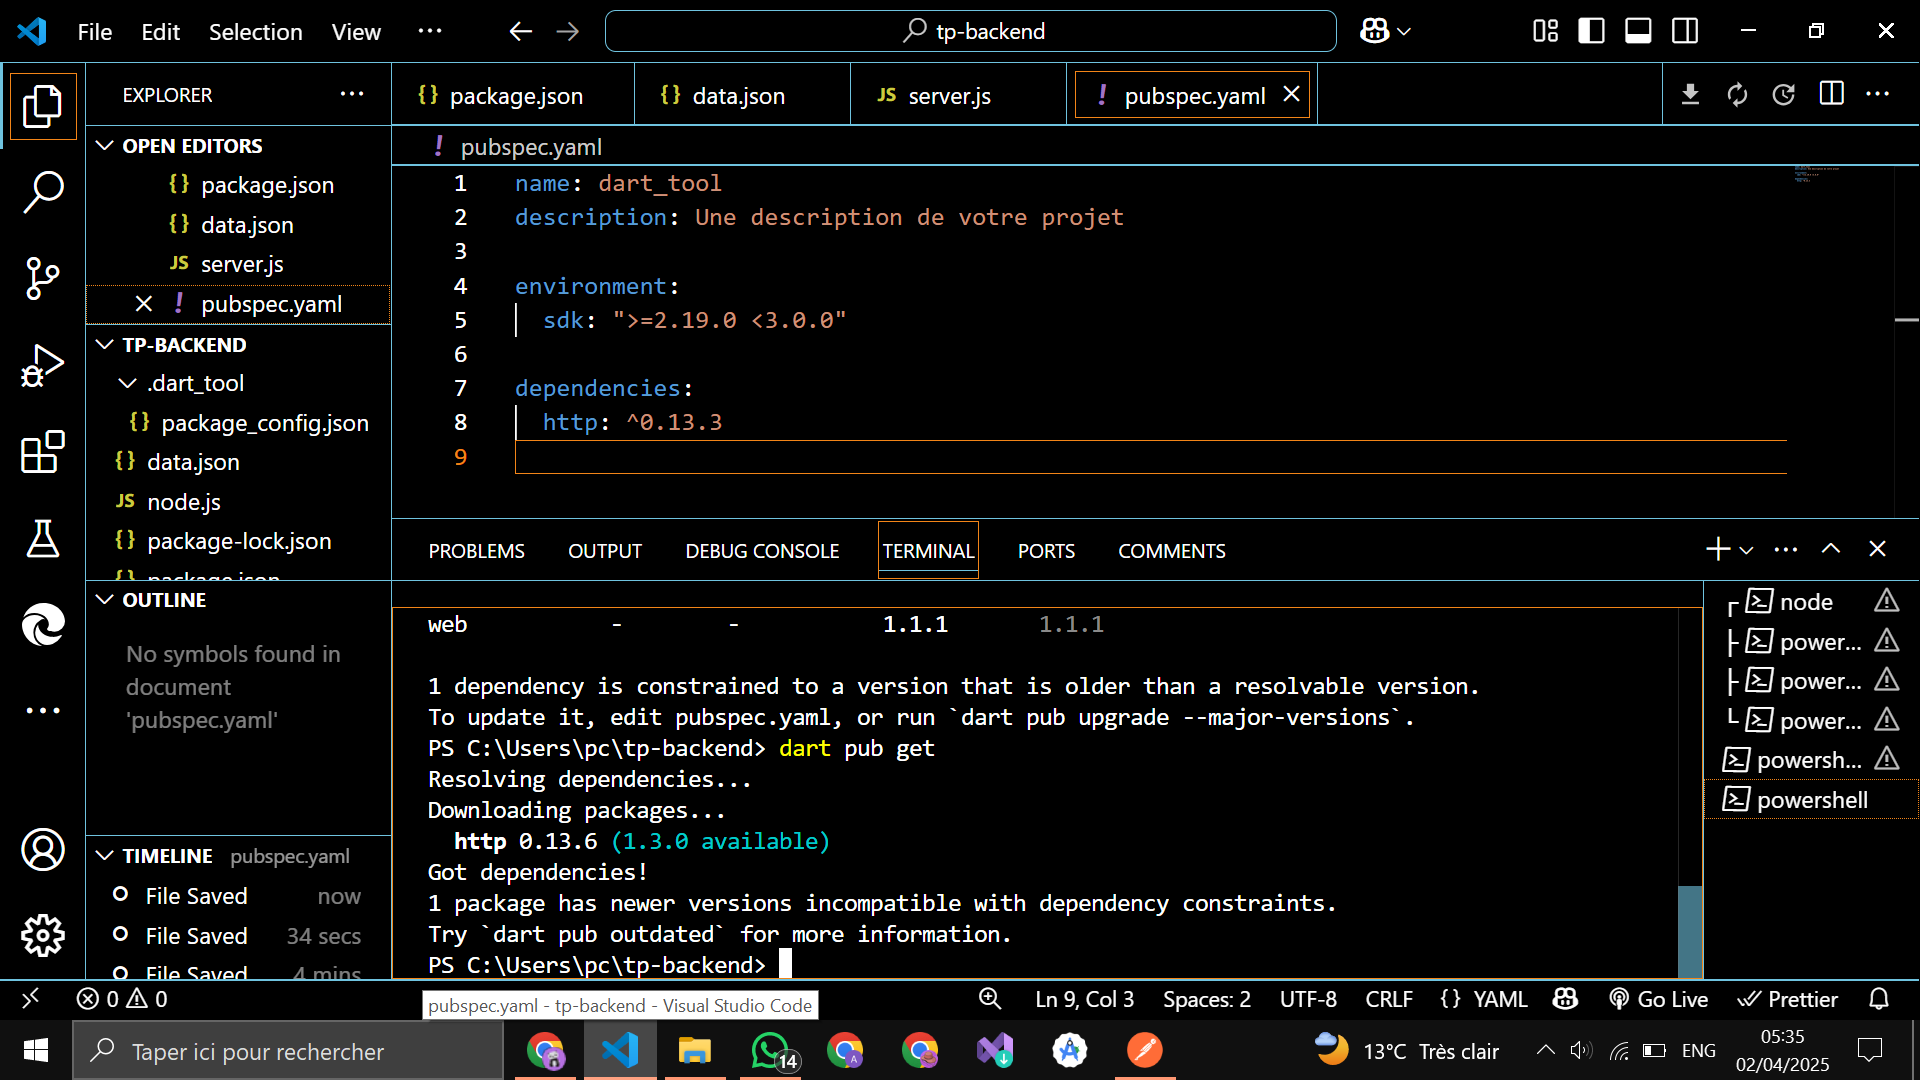 File Edit Selection View ··· tp-backend
EXPLORER ···
package.json data.json server.js pubspec.yaml
OPEN EDITORS
package.json
data.json
server.js
pubspec.yaml
TP-BACKEND
.dart_tool
package_config.json
data.json
node.js
package-lock.json
package.json
OUTLINE
No symbols found in
document
'pubspec.yaml'
TIMELINE pubspec.yaml
File Saved now
File Saved 34 secs
File Saved 4 mins
pubspec.yaml
1 name: dart_tool
2 description: Une description de votre projet
3
4 environment:
5 sdk: ">=2.19.0 <3.0.0"
6
7 dependencies:
8 http: ^0.13.3
9
PROBLEMS OUTPUT DEBUG CONSOLE TERMINAL PORTS COMMENTS
web - - 1.1.1 1.1.1
1 dependency is constrained to a version that is older than a resolvable version.
To update it, edit pubspec.yaml, or run `dart pub upgrade --major-versions`.
PS C:\Users\pc\tp-backend> dart pub get
Resolving dependencies...
Downloading packages...
http 0.13.6 (1.3.0 available)
Got dependencies!
1 package has newer versions incompatible with dependency constraints.
Try `dart pub outdated` for more information.
PS C:\Users\pc\tp-backend>
node
power...
power...
power...
powersh...
powershell
0 0 Ln 9, Col 3 Spaces: 2 UTF-8 CRLF {} YAML Go Live Prettier
pubspec.yaml - tp-backend - Visual Studio Code
Taper ici pour rechercher 14 13°C Très clair ENG 05:35
02/04/2025